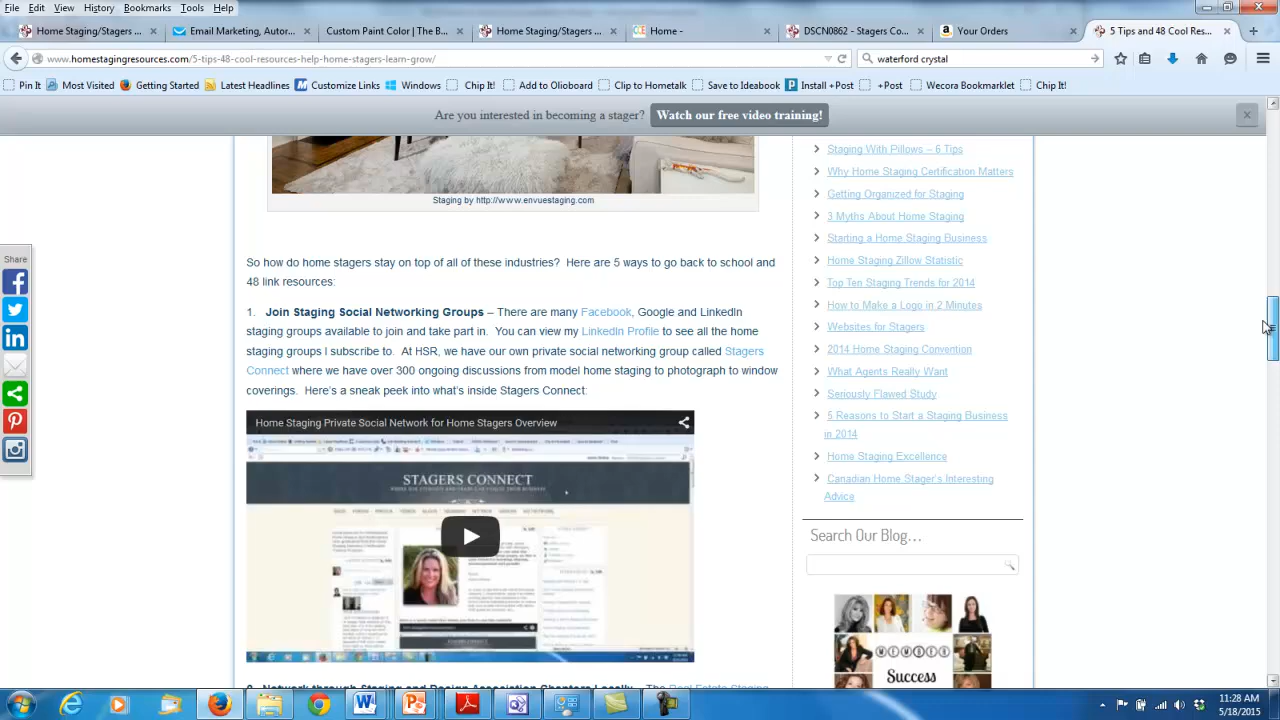 File Edit View History Bookmarks Tools Help
Home Staging/Stagers ... × Email Marketing, Autor... × Custom Paint Color | The B... × Home Staging/Stagers ... × Home - × DSCN0862 - Stagers Co... × Your Orders × 5 Tips and 48 Cool Res... × +
www.homestagingresources.com/5-tips-48-cool-resources-help-home-stagers-learn-grow/ waterford crystal
Pin It Most Visited Getting Started Latest Headlines Customize Links Windows Chip It! Add to Olioboard Clip to Hometalk Save to Ideabook Install +Post +Post Wecora Bookmarklet Chip It!
Are you interested in becoming a stager? Watch our free video training! ×
Staging by http://www.envuestaging.com
So how do home stagers stay on top of all of these industries? Here are 5 ways to go back to school and
48 link resources:
Join Staging Social Networking Groups – There are many Facebook, Google and LinkedIn
staging groups available to join and take part in. You can view my LinkedIn Profile to see all the home
staging groups I subscribe to. At HSR, we have our own private social networking group called Stagers
Connect where we have over 300 ongoing discussions from model home staging to photograph to window
coverings. Here's a sneak peek into what's inside Stagers Connect:
Home Staging Private Social Network for Home Stagers Overview
STAGERS CONNECT
2. Network through Staging and Design Association Chapters Locally – The Real Estate Staging
Share
Staging With Pillows – 6 Tips
Why Home Staging Certification Matters
Getting Organized for Staging
3 Myths About Home Staging
Starting a Home Staging Business
Home Staging Zillow Statistic
Top Ten Staging Trends for 2014
How to Make a Logo in 2 Minutes
Websites for Stagers
2014 Home Staging Convention
What Agents Really Want
Seriously Flawed Study
5 Reasons to Start a Staging Business
in 2014
Home Staging Excellence
Canadian Home Stager's Interesting
Advice
Search Our Blog...
MEMBER
Success
11:28 AM
5/18/2015